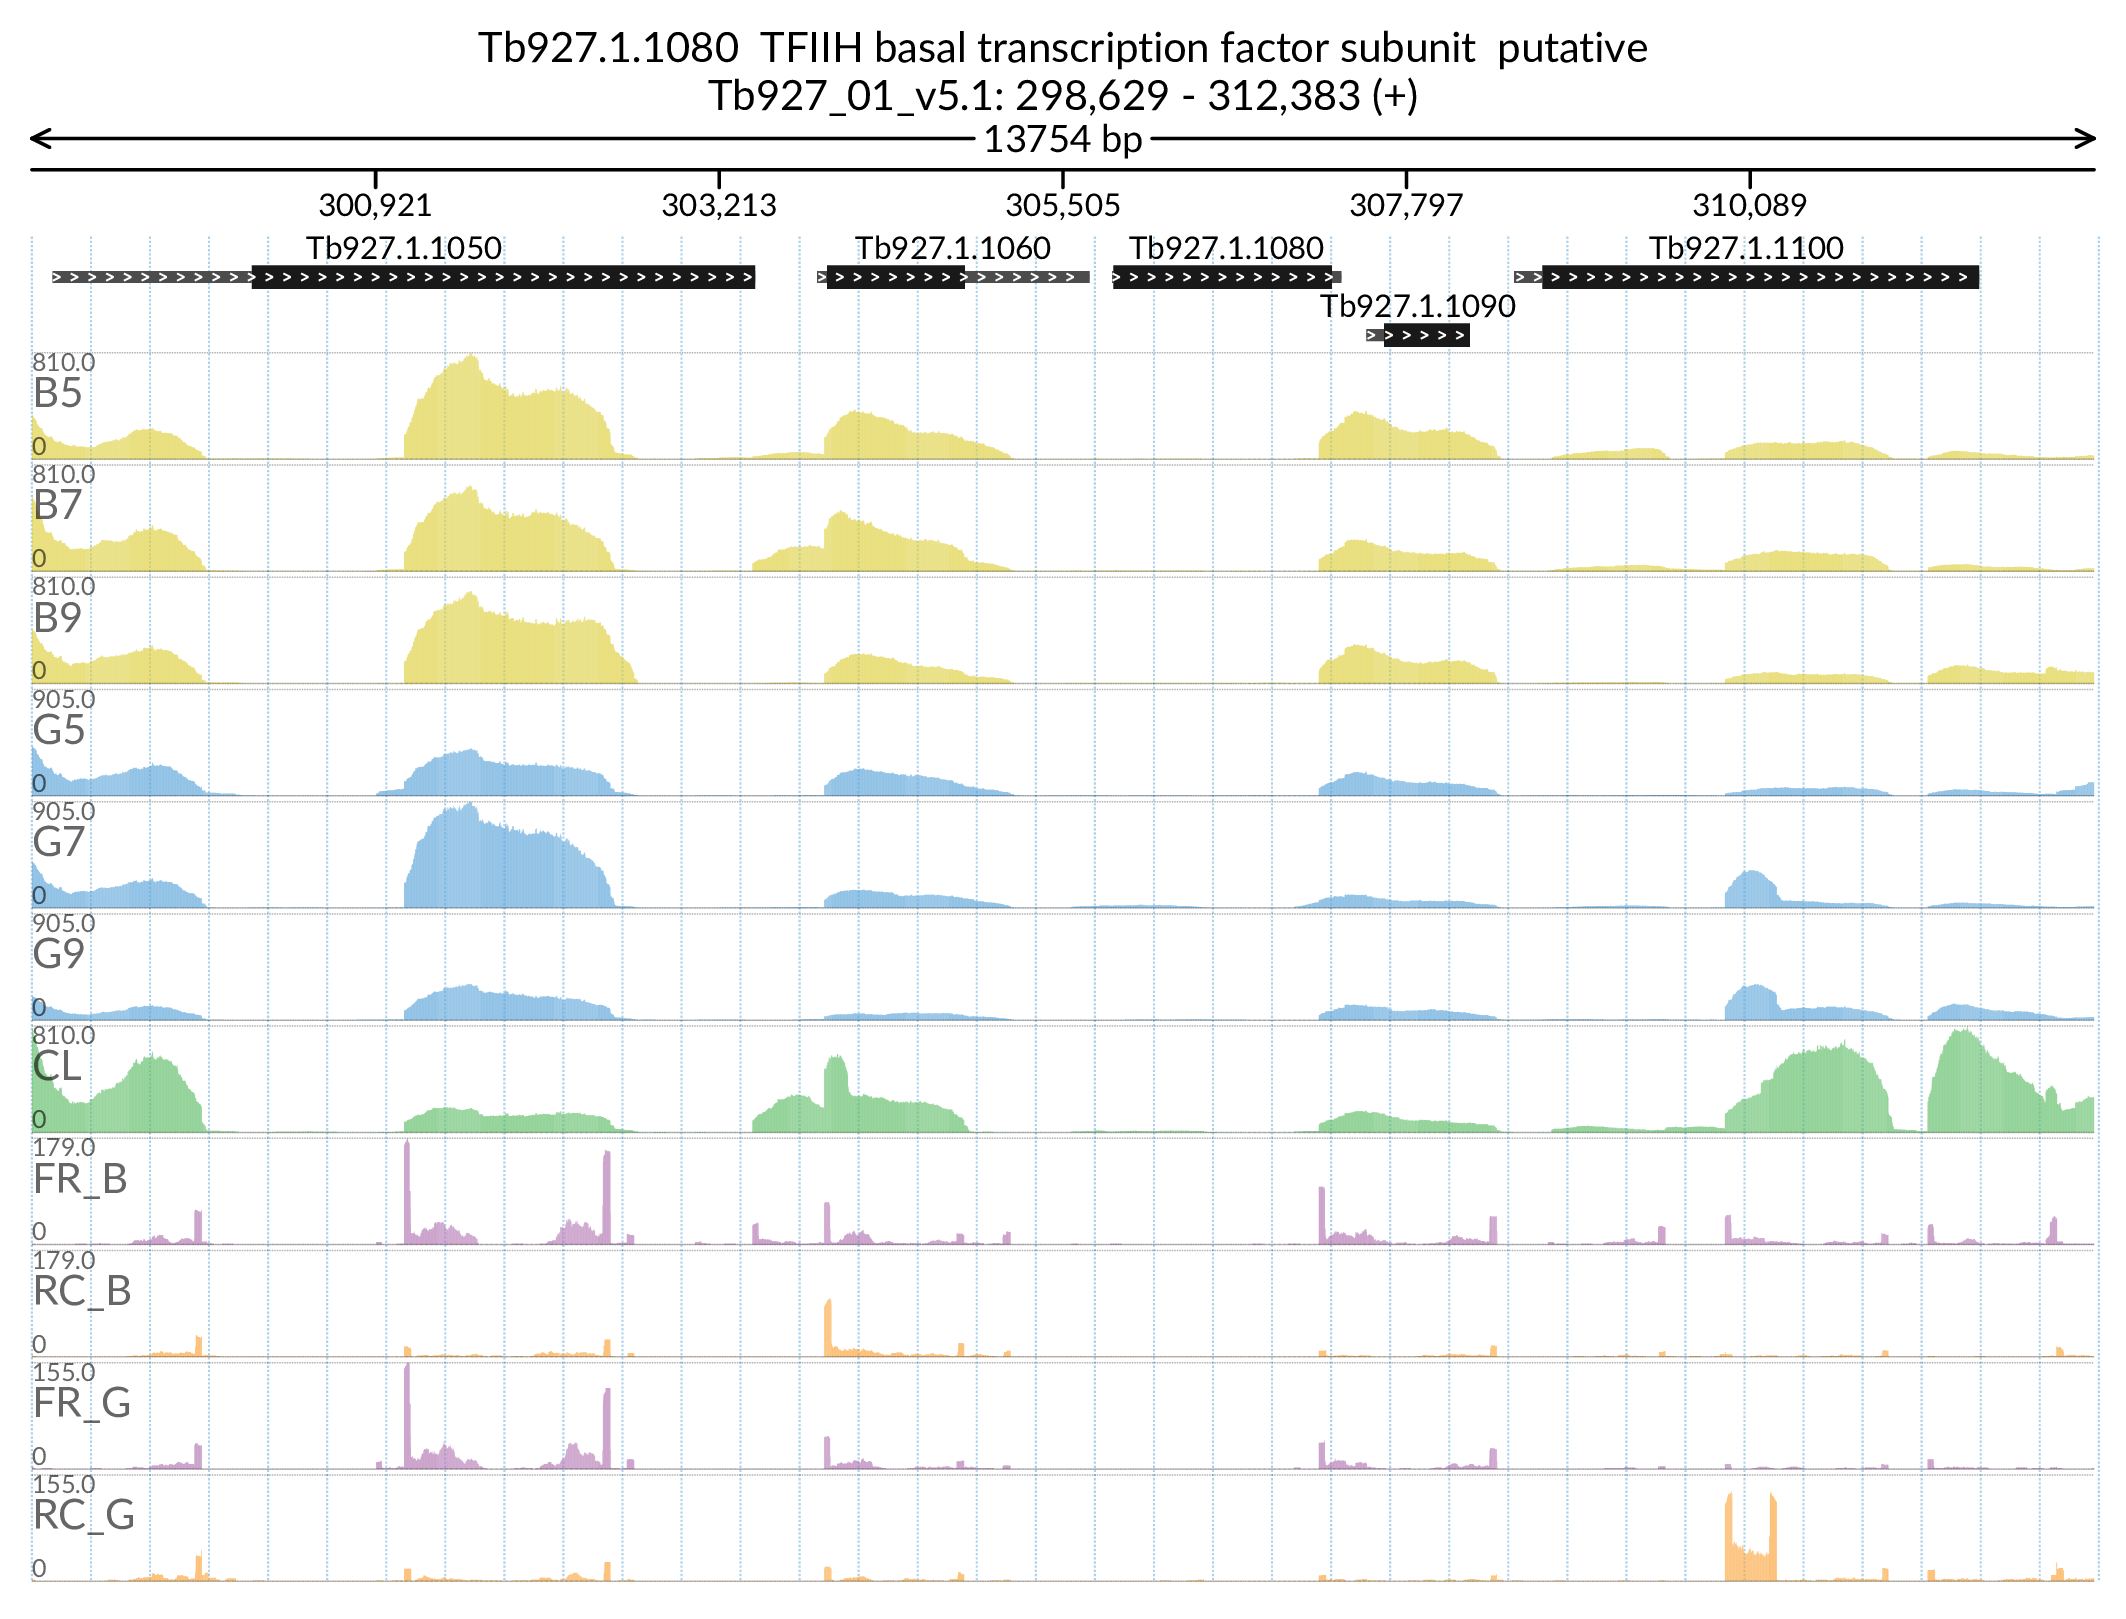 Tb927.1.1080  TFIIH basal transcription factor subunit  putative
Tb927_01_v5.1: 298,629 - 312,383 (+)
13754 bp
300,921 303,213 305,505 307,797 310,089
Tb927.1.1050 Tb927.1.1060 Tb927.1.1080 Tb927.1.1100
Tb927.1.1090
810.0
B5
0
810.0
B7
0
810.0
B9
0
905.0
G5
0
905.0
G7
0
905.0
G9
0
810.0
CL
0
179.0
FR_B
0
179.0
RC_B
0
155.0
FR_G
0
155.0
RC_G
0